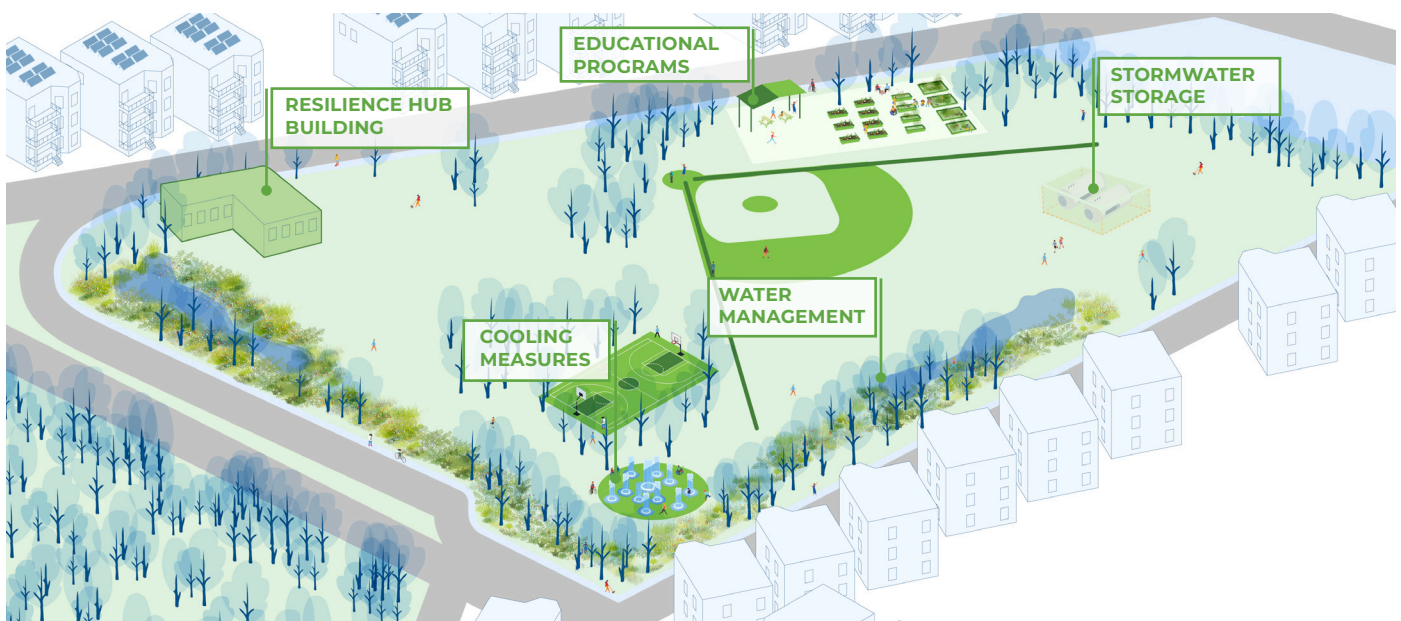 EDUCATIONAL
PROGRAMS
STORMWATER
STORAGE
RESILIENCE HUB
BUILDING
WATER
MANAGEMENT
COOLING
MEASURES